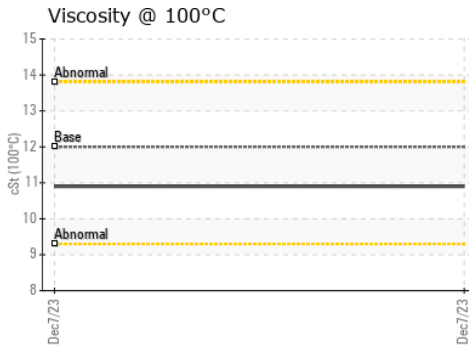 Viscosity @ 100°C
cSt (100°C)
15
14
13
12
11
10
9
8
Abnormal
Base
Abnormal
Dec7/23
Dec7/23